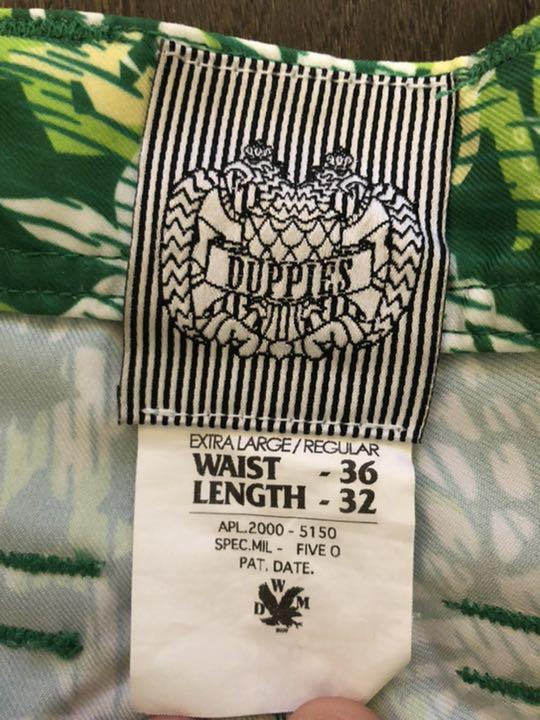 DUPPIES
EXTRA LARGE/REGULAR
WAIST - 36
LENGTH - 32
APL.2000 - 5150
SPEC.MIL - FIVE O
PAT. DATE.
W
D M